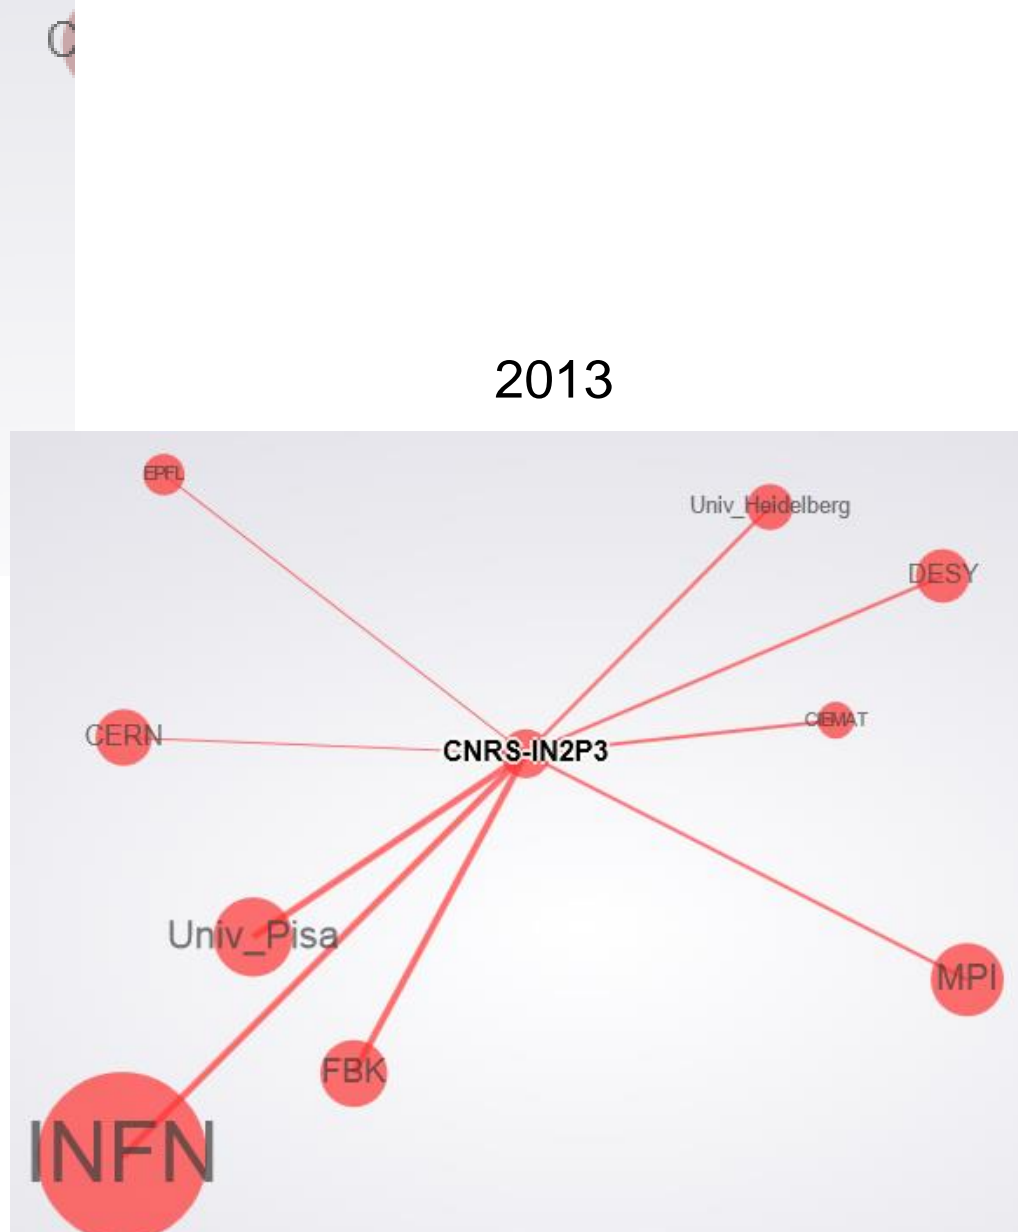 C
2013
EPFL
Univ_Heidelberg
DESY
CIEMAT
CERN
CNRS-IN2P3
Univ_Pisa
MPI
FBK
INFN